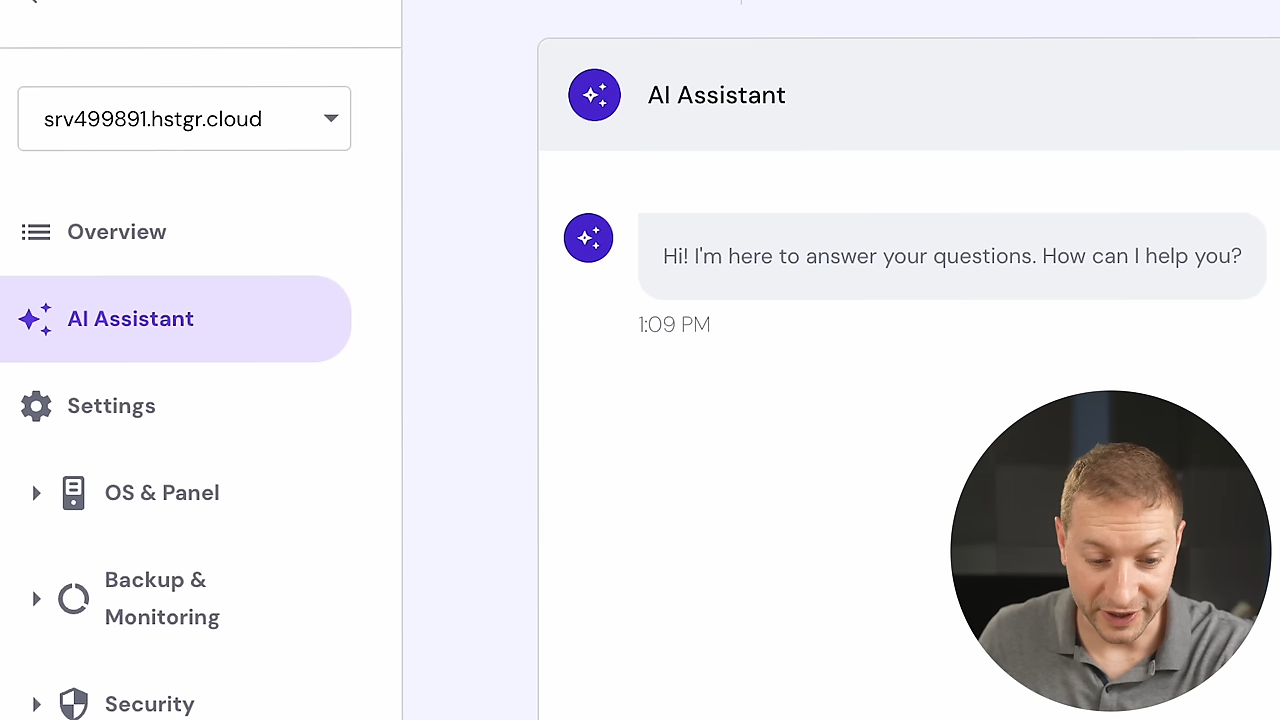 srv499891.hstgr.cloud
Overview
AI Assistant
Settings
OS & Panel
Backup &
Monitoring
Security
AI Assistant
Hi! I'm here to answer your questions. How can I help you?
1:09 PM